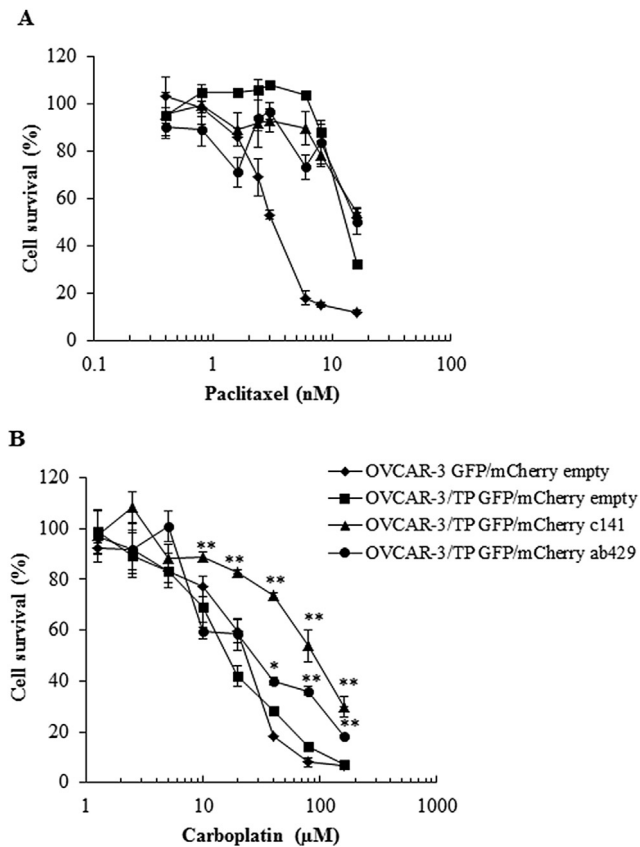 A
120
100
80
60
40
20
0
Cell survival (%)
0.1 1 10 100
Paclitaxel (nM)
B
OVCAR-3 GFP/mCherry empty
OVCAR-3/TP GFP/mCherry empty
OVCAR-3/TP GFP/mCherry c141
OVCAR-3/TP GFP/mCherry ab429
120
100
80
60
40
20
0
Cell survival (%)
** ** ** ** **
* ** **
1 10 100 1000
Carboplatin (µM)